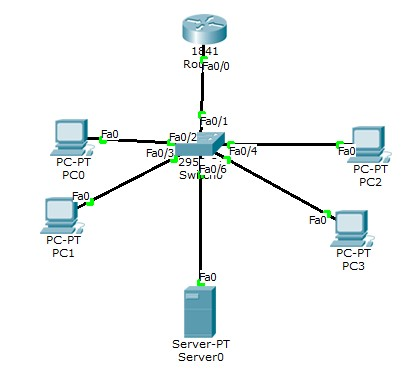 1841
Fa0/0
Fa0/1
Fa0
Fa0/2
PC-PT
PC0
Fa0/3
Fa0/4
Fa0
PC-PT
PC2
Fa0/6
Fa0
PC-PT
PC1
Fa0
PC-PT
PC3
Fa0
Server-PT
Server0